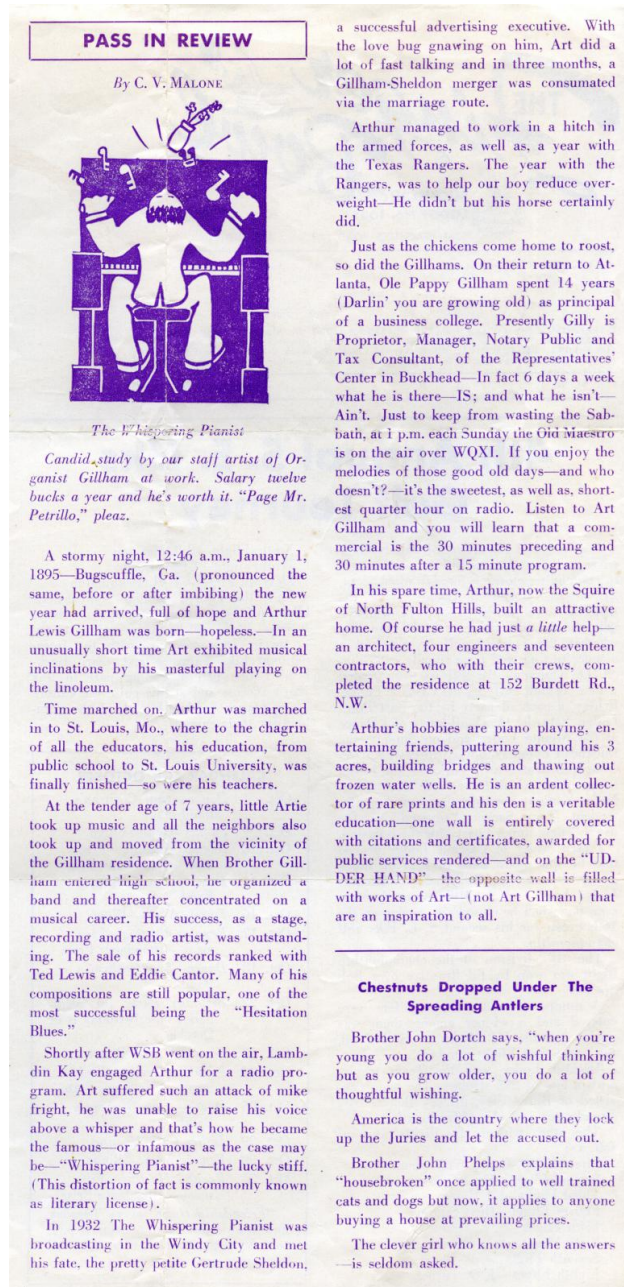 PASS IN REVIEW
By C. V. MALONE
The Whispering Pianist
Candid study by our staff artist of Or-
ganist Gillham at work. Salary twelve
bucks a year and he's worth it. "Page Mr.
Petrillo," pleaz.
A stormy night, 12:46 a.m., January 1,
1895—Bugscuffle, Ga. (pronounced the
same, before or after imbibing) the new
year had arrived, full of hope and Arthur
Lewis Gillham was born—hopeless.—In an
unusually short time Art exhibited musical
inclinations by his masterful playing on
the linoleum.
Time marched on. Arthur was marched
in to St. Louis, Mo., where to the chagrin
of all the educators, his education, from
public school to St. Louis University, was
finally finished—so were his teachers.
At the tender age of 7 years, little Artie
took up music and all the neighbors also
took up and moved from the vicinity of
the Gillham residence. When Brother Gill-
ham entered high school, he organized a
band and thereafter concentrated on a
musical career. His success, as a stage,
recording and radio artist, was outstand-
ing. The sale of his records ranked with
Ted Lewis and Eddie Cantor. Many of his
compositions are still popular, one of the
most successful being the "Hesitation
Blues."
Shortly after WSB went on the air, Lamb-
din Kay engaged Arthur for a radio pro-
gram. Art suffered such an attack of mike
fright, he was unable to raise his voice
above a whisper and that's how he became
the famous—or infamous as the case may
be—"Whispering Pianist"—the lucky stiff.
(This distortion of fact is commonly known
as literary license).
In 1932 The Whispering Pianist was
broadcasting in the Windy City and met
his fate, the pretty petite Gertrude Sheldon,
a successful advertising executive. With
the love bug gnawing on him, Art did a
lot of fast talking and in three months, a
Gillham-Sheldon merger was consumated
via the marriage route.
Arthur managed to work in a hitch in
the armed forces, as well as, a year with
the Texas Rangers. The year with the
Rangers, was to help our boy reduce over-
weight—He didn't but his horse certainly
did.
Just as the chickens come home to roost,
so did the Gillhams. On their return to At-
lanta, Ole Pappy Gillham spent 14 years
(Darlin' you are growing old) as principal
of a business college. Presently Gilly is
Proprietor, Manager, Notary Public and
Tax Consultant, of the Representatives'
Center in Buckhead—In fact 6 days a week
what he is there—IS; and what he isn't—
Ain't. Just to keep from wasting the Sab-
bath, at 1 p.m. each Sunday the Old Maestro
is on the air over WQXI. If you enjoy the
melodies of those good old days—and who
doesn't?—it's the sweetest, as well as, short-
est quarter hour on radio. Listen to Art
Gillham and you will learn that a com-
mercial is the 30 minutes preceding and
30 minutes after a 15 minute program.
In his spare time, Arthur, now the Squire
of North Fulton Hills, built an attractive
home. Of course he had just a little help—
an architect, four engineers and seventeen
contractors, who with their crews, com-
pleted the residence at 152 Burdett Rd.,
N.W.
Arthur's hobbies are piano playing, en-
tertaining friends, puttering around his 3
acres, building bridges and thawing out
frozen water wells. He is an ardent collec-
tor of rare prints and his den is a veritable
education—one wall is entirely covered
with citations and certificates, awarded for
public services rendered—and on the "UD-
DER HAND" the opposite wall is filled
with works of Art—(not Art Gillham) that
are an inspiration to all.
Chestnuts Dropped Under The
Spreading Antlers
Brother John Dortch says, "when you're
young you do a lot of wishful thinking
but as you grow older, you do a lot of
thoughtful wishing.
America is the country where they lock
up the Juries and let the accused out.
Brother John Phelps explains that
"housebroken" once applied to well trained
cats and dogs but now, it applies to anyone
buying a house at prevailing prices.
The clever girl who knows all the answers
—is seldom asked.